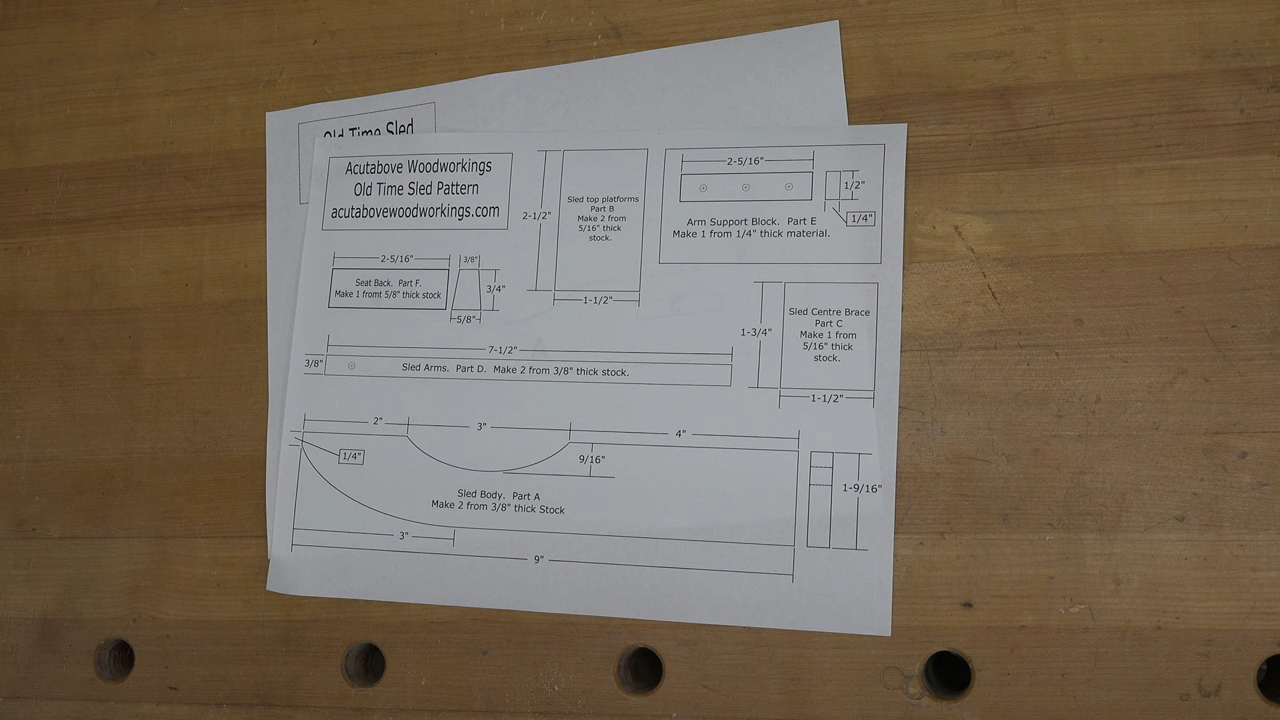 Old Time Sled
Acutabove Woodworkings
Old Time Sled Pattern
acutabovewoodworkings.com
2-1/2"
Sled top platforms
Part B
Make 2 from
5/16" thick
stock.
1-1/2"
2-5/16"
1/2"
1/4"
Arm Support Block. Part E
Make 1 from 1/4" thick material.
2-5/16"
3/8"
Seat Back. Part F.
Make 1 fromt 5/8" thick stock
3/4"
5/8"
1-3/4"
Sled Centre Brace
Part C
Make 1 from
5/16" thick
stock.
1-1/2"
7-1/2"
3/8"
Sled Arms. Part D. Make 2 from 3/8" thick stock.
2"
3"
4"
1/4"
9/16"
1-9/16"
Sled Body. Part A
Make 2 from 3/8" thick Stock
3"
9"